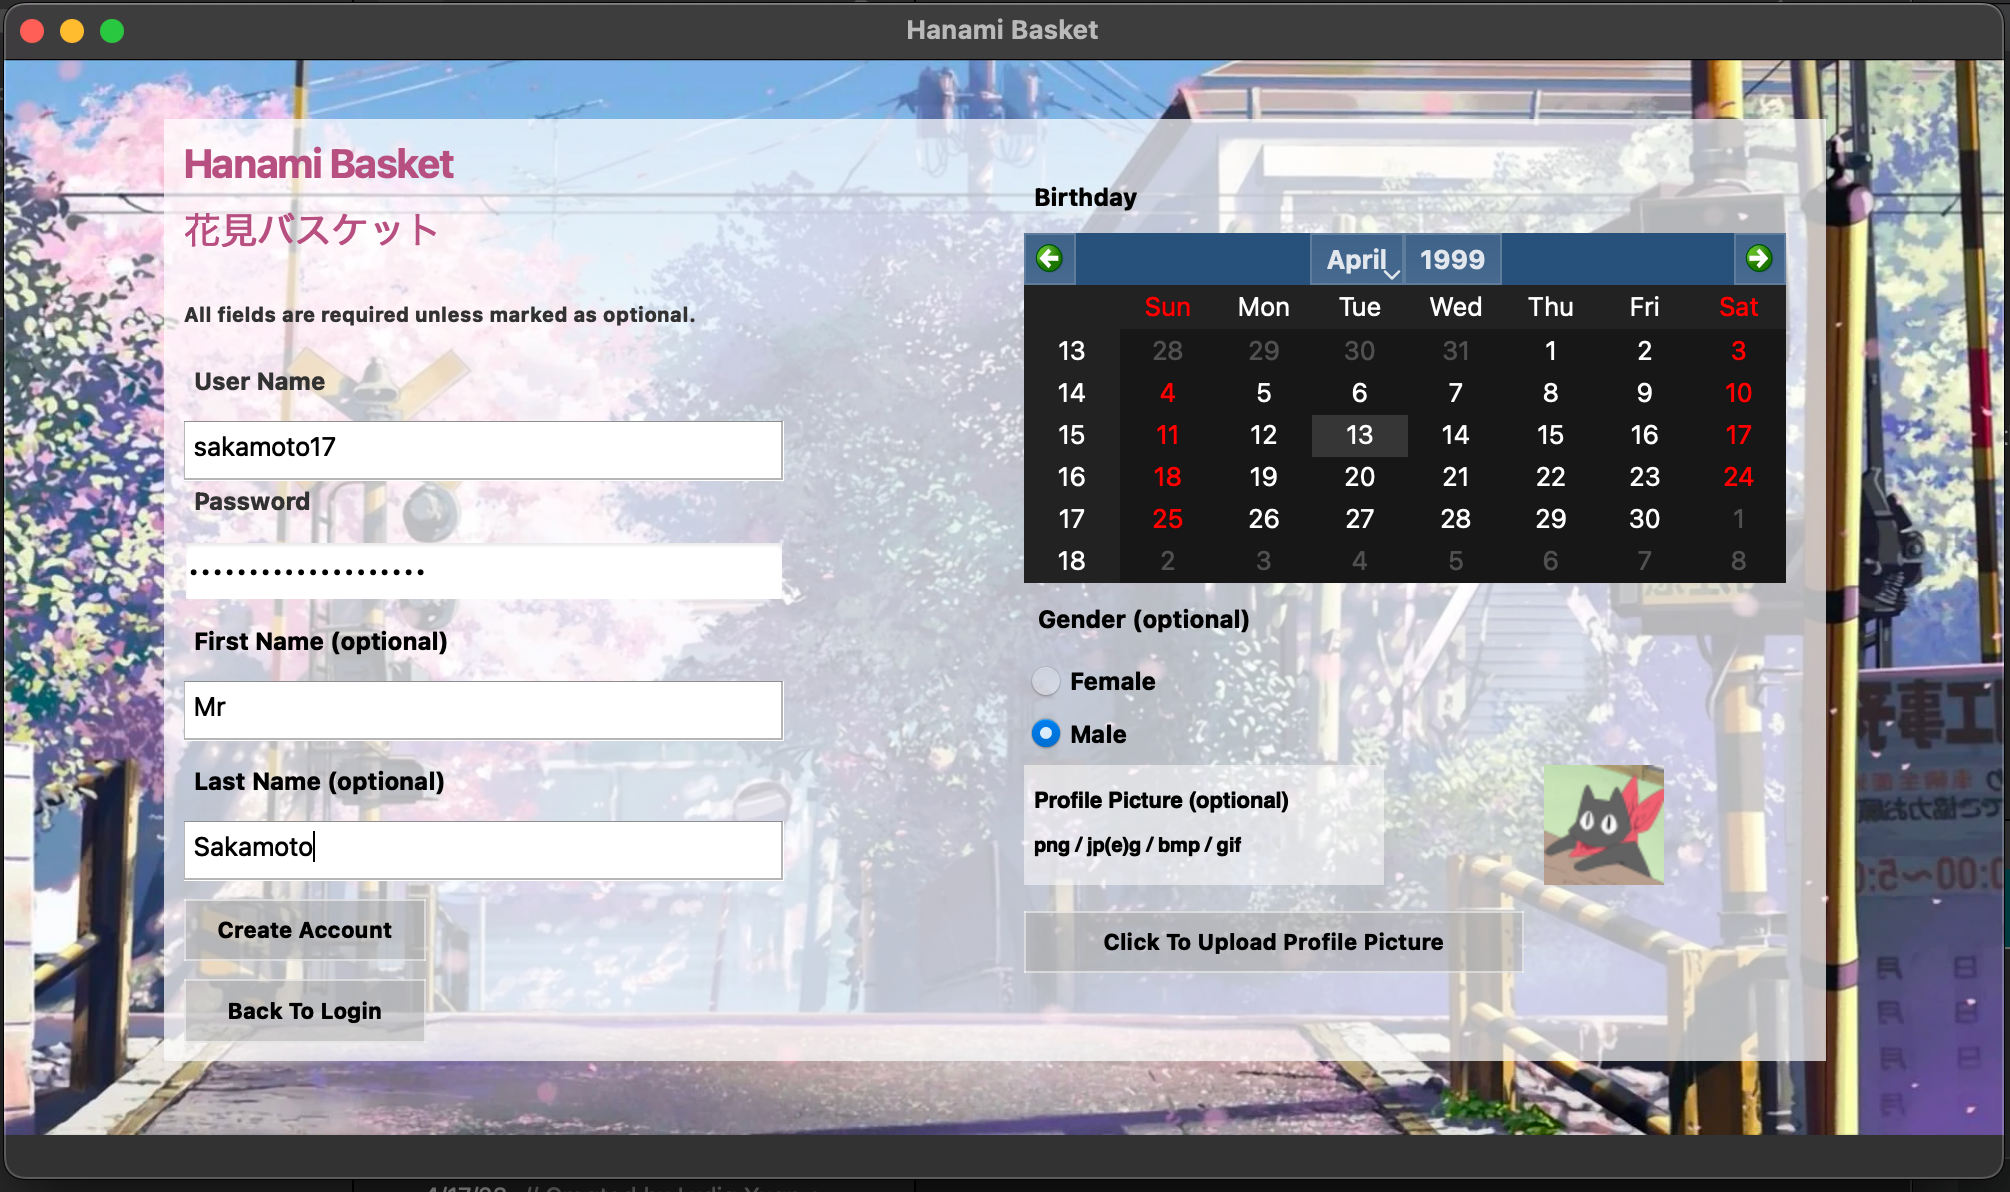 Hanami Basket
Hanami Basket
花見バスケット
All fields are required unless marked as optional.
User Name
sakamoto17
Password
••••••••••••••••••••
First Name (optional)
Mr
Last Name (optional)
Sakamoto
Create Account
Back To Login
Birthday
April 1999
Sun Mon Tue Wed Thu Fri Sat
13 28 29 30 31 1 2 3
14 4 5 6 7 8 9 10
15 11 12 13 14 15 16 17
16 18 19 20 21 22 23 24
17 25 26 27 28 29 30 1
18 2 3 4 5 6 7 8
Gender (optional)
Female
Male
Profile Picture (optional)
png / jp(e)g / bmp / gif
Click To Upload Profile Picture